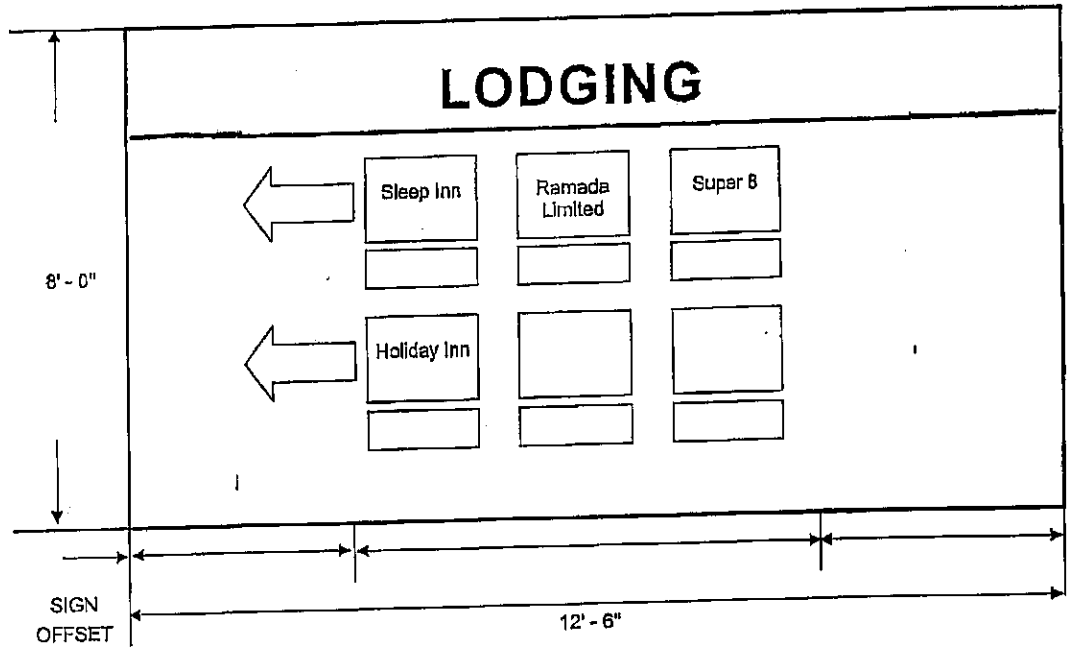 LODGING
Sleep Inn
Ramada
Limited
Super 8
8' - 0"
Holiday Inn
SIGN
OFFSET
12' - 6"